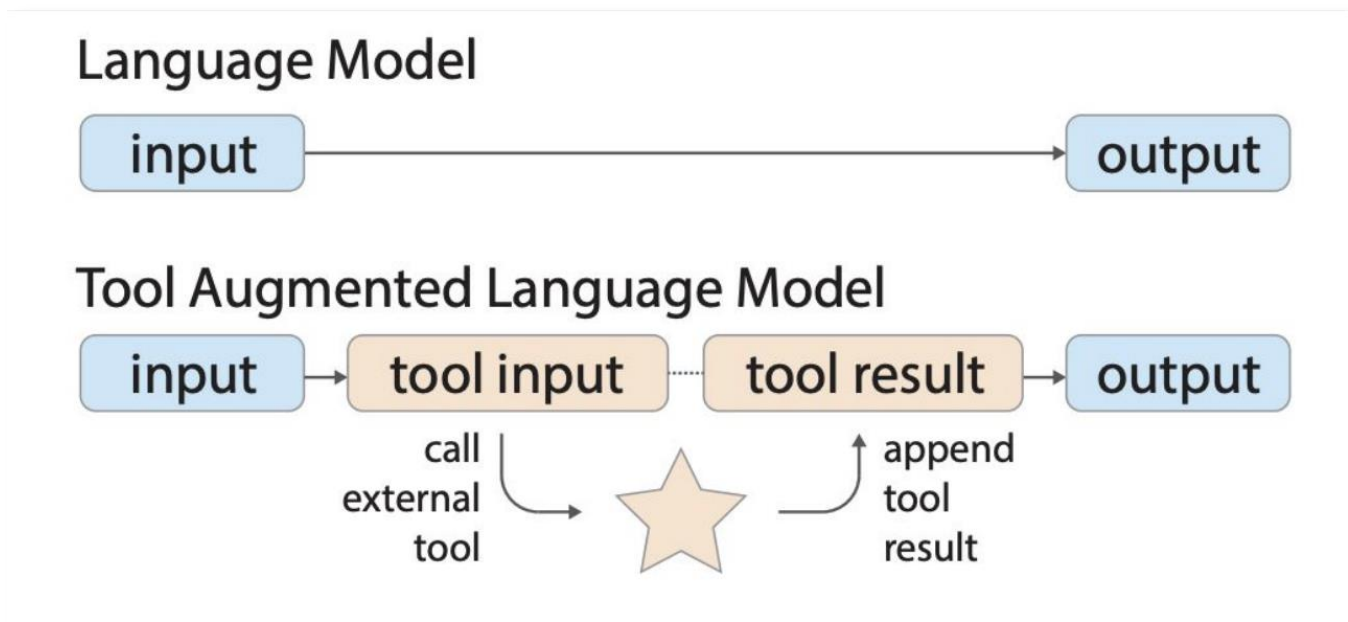 Language Model
input
output
Tool Augmented Language Model
input
tool input
tool result
output
call
external
tool
append
tool
result